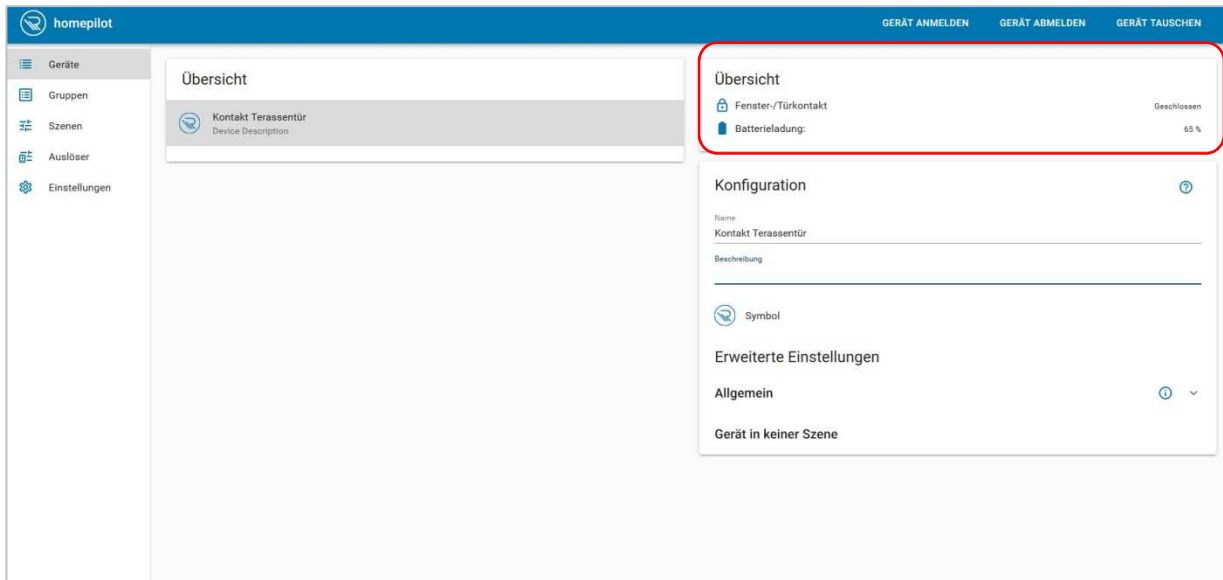 homepilot
GERÄT ANMELDEN
GERÄT ABMELDEN
GERÄT TAUSCHEN
Geräte
Gruppen
Szenen
Auslöser
Einstellungen
Übersicht
Kontakt Terassentür
Device Description
Übersicht
Fenster-/Türkontakt Geschlossen
Batterieladung: 65 %
Konfiguration
Name
Kontakt Terassentür
Beschreibung
Symbol
Erweiterte Einstellungen
Allgemein
Gerät in keiner Szene